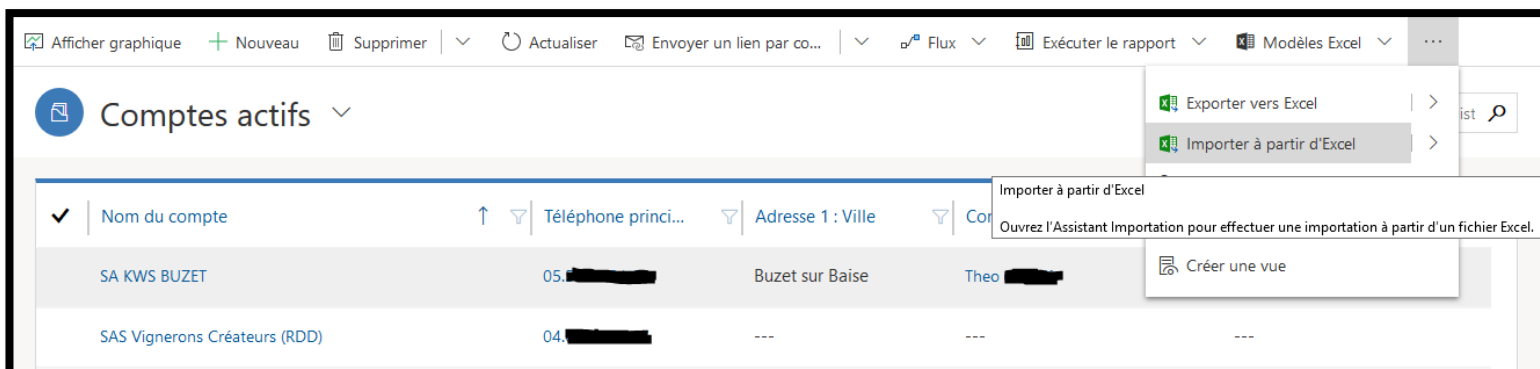 Afficher graphique Nouveau Supprimer Actualiser Envoyer un lien par co... Flux Exécuter le rapport Modèles Excel ...
Comptes actifs
Exporter vers Excel
ist
Importer à partir d'Excel
Importer à partir d'Excel
Ouvrez l'Assistant Importation pour effectuer une importation à partir d'un fichier Excel.
Nom du compte Téléphone princi... Adresse 1 : Ville Con
Créer une vue
SA KWS BUZET 05. Buzet sur Baise Theo
SAS Vignerons Créateurs (RDD) 04. --- --- ---